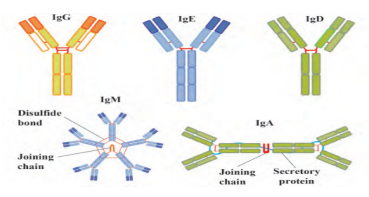 IgG
IgE
IgD
IgM
Disulfide
bond
Joining
chain
IgA
Joining
chain
Secretory
protein